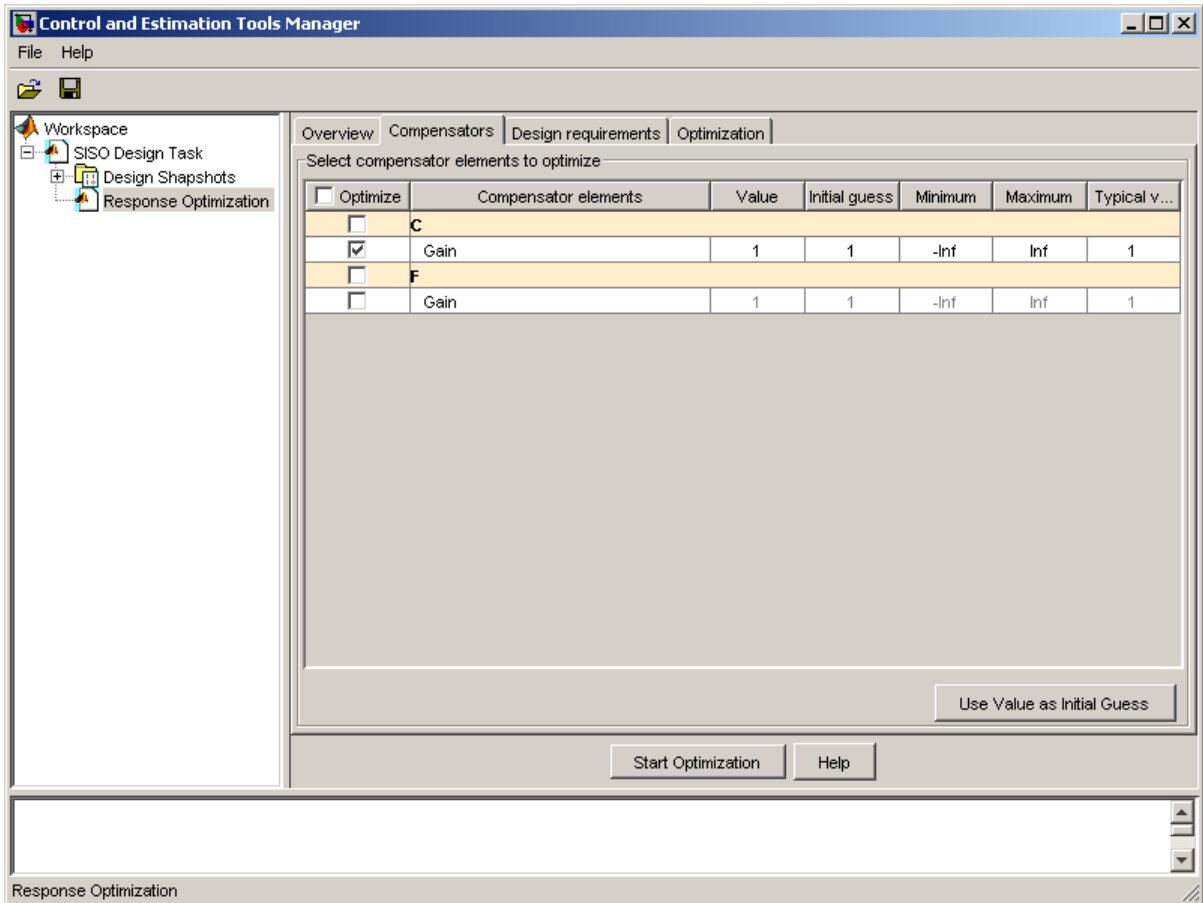 Control and Estimation Tools Manager
File Help
Workspace
SISO Design Task
Design Shapshots
Response Optimization
Overview Compensators Design requirements Optimization
Select compensator elements to optimize
Optimize Compensator elements Value Initial guess Minimum Maximum Typical v...
C
Gain 1 1 -Inf Inf 1
F
Gain 1 1 -Inf Inf 1
Use Value as Initial Guess
Start Optimization Help
Response Optimization